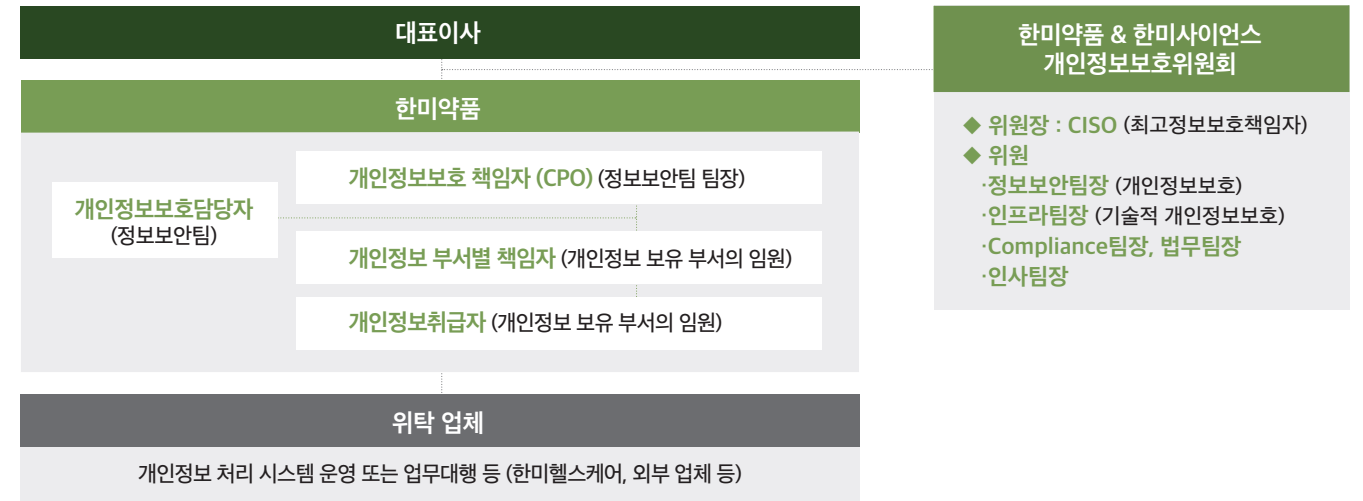 대표이사
한미약품
개인정보보호담당자
(정보보안팀)
개인정보보호 책임자 (CPO) (정보보안팀 팀장)
개인정보 부서별 책임자 (개인정보 보유 부서의 임원)
개인정보취급자 (개인정보 보유 부서의 임원)
위탁 업체
개인정보 처리 시스템 운영 또는 업무대행 등 (한미헬스케어, 외부 업체 등)
한미약품 & 한미사이언스
개인정보보호위원회
◆ 위원장 : CISO (최고정보보호책임자)
◆ 위원
·정보보안팀장 (개인정보보호)
·인프라팀장 (기술적 개인정보보호)
·Compliance팀장, 법무팀장
·인사팀장